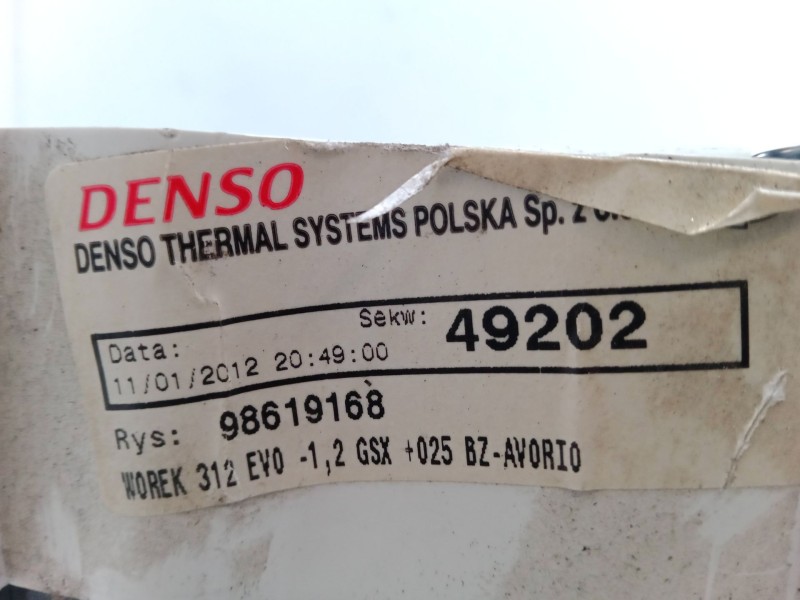 DENSO
DENSO THERMAL SYSTEMS POLSKA Sp. z
Sekw: 49202
Data:
11/01/2012 20:49:00
Rys: 98619168
WOREK 312 EVO -1,2 GSX +025 BZ-AVORIO